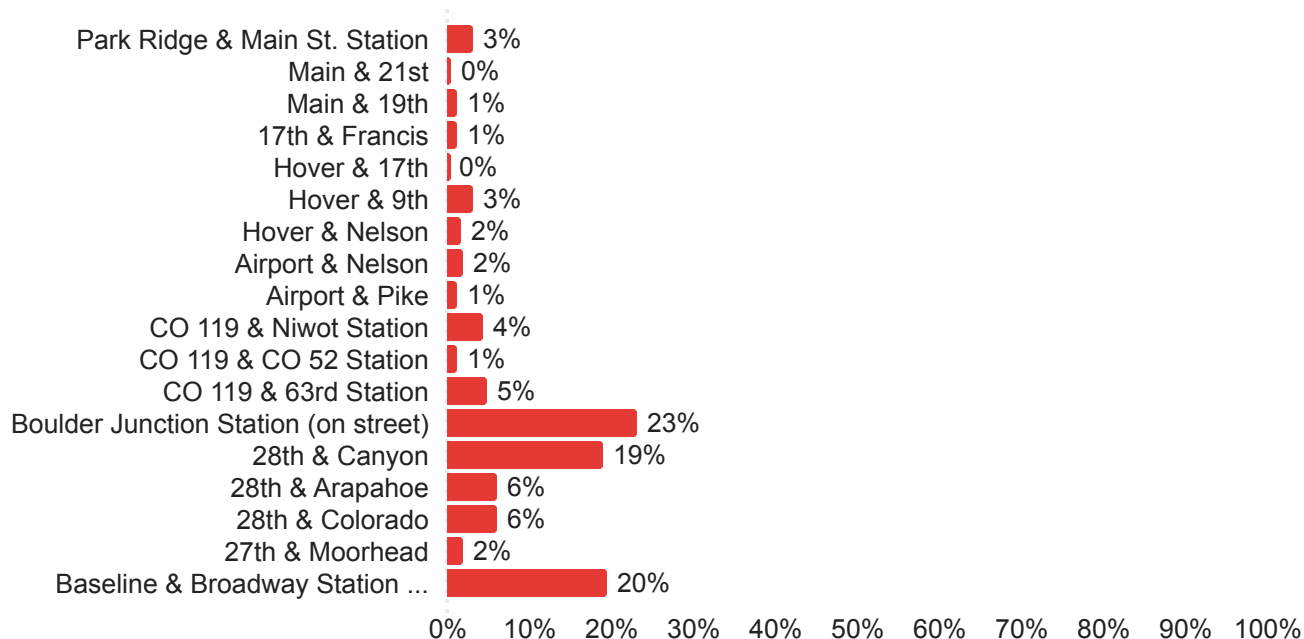 Park Ridge & Main St. Station 3%
Main & 21st 0%
Main & 19th 1%
17th & Francis 1%
Hover & 17th 0%
Hover & 9th 3%
Hover & Nelson 2%
Airport & Nelson 2%
Airport & Pike 1%
CO 119 & Niwot Station 4%
CO 119 & CO 52 Station 1%
CO 119 & 63rd Station 5%
Boulder Junction Station (on street) 23%
28th & Canyon 19%
28th & Arapahoe 6%
28th & Colorado 6%
27th & Moorhead 2%
Baseline & Broadway Station ... 20%
0% 10% 20% 30% 40% 50% 60% 70% 80% 90% 100%